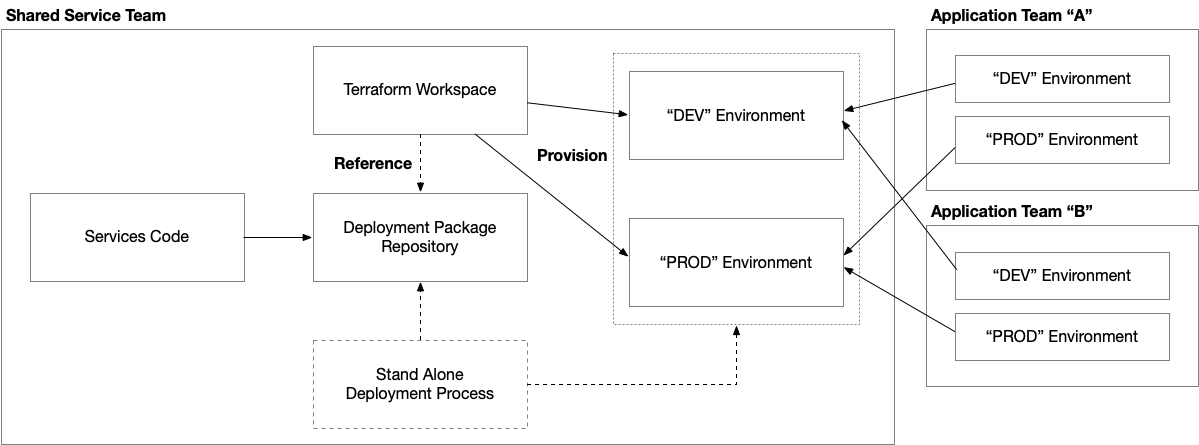 Shared Service Team
Application Team “A”
Terraform Workspace
“DEV” Environment
“DEV” Environment
“PROD” Environment
Reference
Provision
Application Team “B”
Services Code
Deployment Package
Repository
“PROD” Environment
“DEV” Environment
“PROD” Environment
Stand Alone
Deployment Process